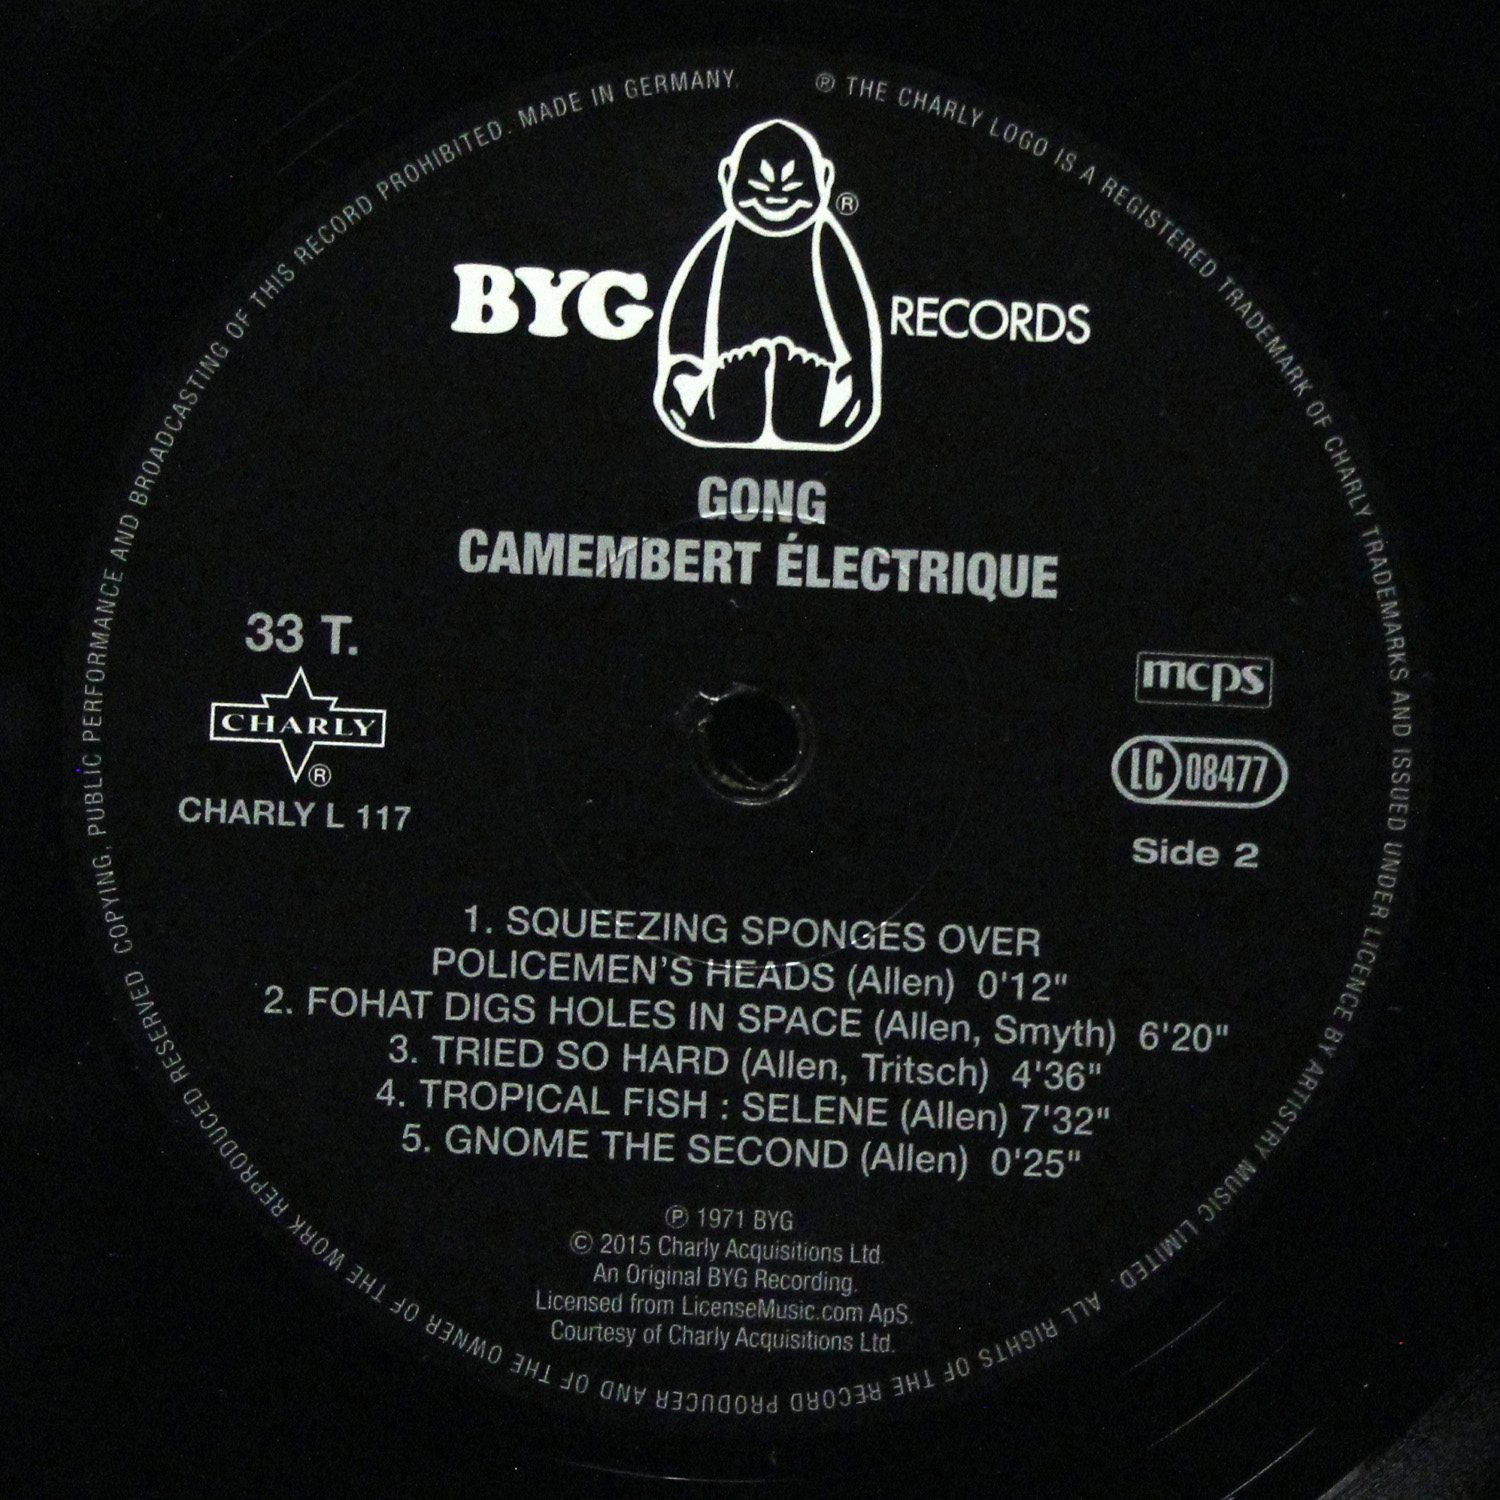 ℗ THE CHARLY LOGO IS A REGISTERED TRADEMARK OF CHARLY TRADEMARKS AND ISSUED UNDER LICENCE BY ARTISTRY MUSIC LIMITED. ALL RIGHTS OF THE RECORD PRODUCER AND OF THE OWNER OF THE WORK REPRODUCED RESERVED. COPYING, PUBLIC PERFORMANCE AND BROADCASTING OF THIS RECORD PROHIBITED. MADE IN GERMANY.
®
BYG RECORDS
GONG
CAMEMBERT ÉLECTRIQUE
33 T.
CHARLY
®
CHARLY L 117
mcps
LC 08477
Side 2
1. SQUEEZING SPONGES OVER
POLICEMEN'S HEADS (Allen) 0'12"
2. FOHAT DIGS HOLES IN SPACE (Allen, Smyth) 6'20"
3. TRIED SO HARD (Allen, Tritsch) 4'36"
4. TROPICAL FISH : SELENE (Allen) 7'32"
5. GNOME THE SECOND (Allen) 0'25"
℗ 1971 BYG
© 2015 Charly Acquisitions Ltd.
An Original BYG Recording.
Licensed from LicenseMusic.com ApS.
Courtesy of Charly Acquisitions Ltd.